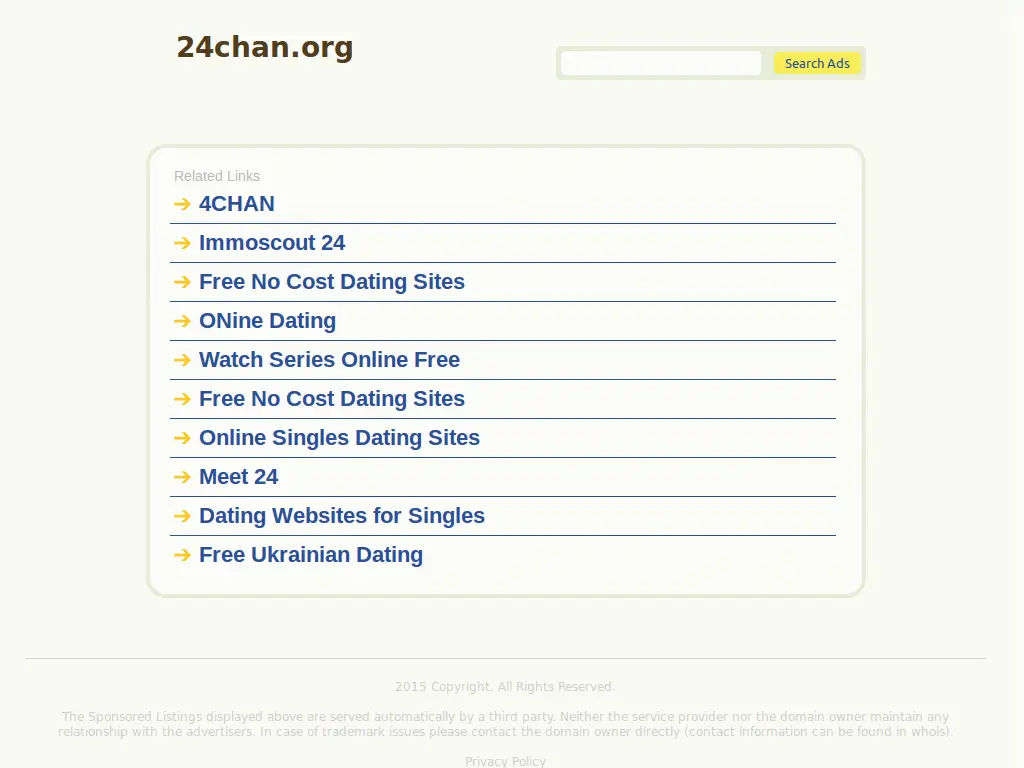 24chan.org
Search Ads
Related Links
4CHAN
Immoscout 24
Free No Cost Dating Sites
ONine Dating
Watch Series Online Free
Free No Cost Dating Sites
Online Singles Dating Sites
Meet 24
Dating Websites for Singles
Free Ukrainian Dating
2015 Copyright. All Rights Reserved.
The Sponsored Listings displayed above are served automatically by a third party. Neither the service provider nor the domain owner maintain any
relationship with the advertisers. In case of trademark issues please contact the domain owner directly (contact information can be found in whois).
Privacy Policy